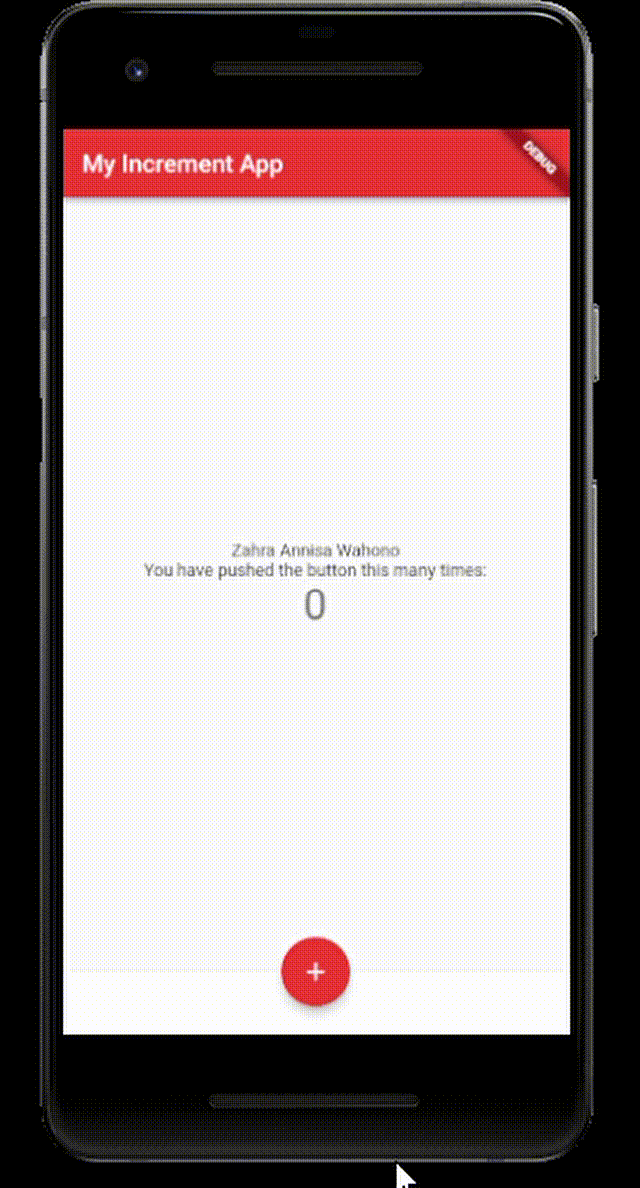 My Increment App
DEBUG
Zahra Annisa Wahono
You have pushed the button this many times:
0
+